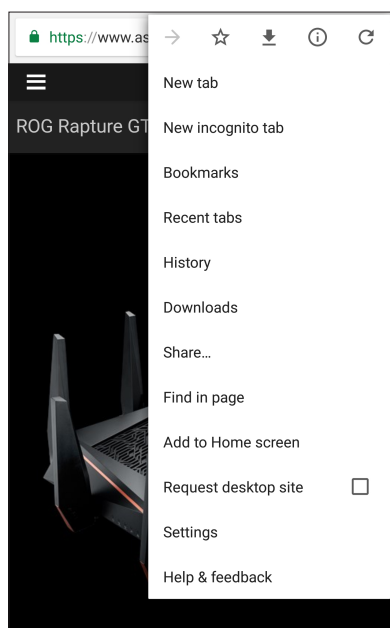 https://www.as
ROG Rapture GT
New tab
New incognito tab
Bookmarks
Recent tabs
History
Downloads
Share...
Find in page
Add to Home screen
Request desktop site
Settings
Help & feedback